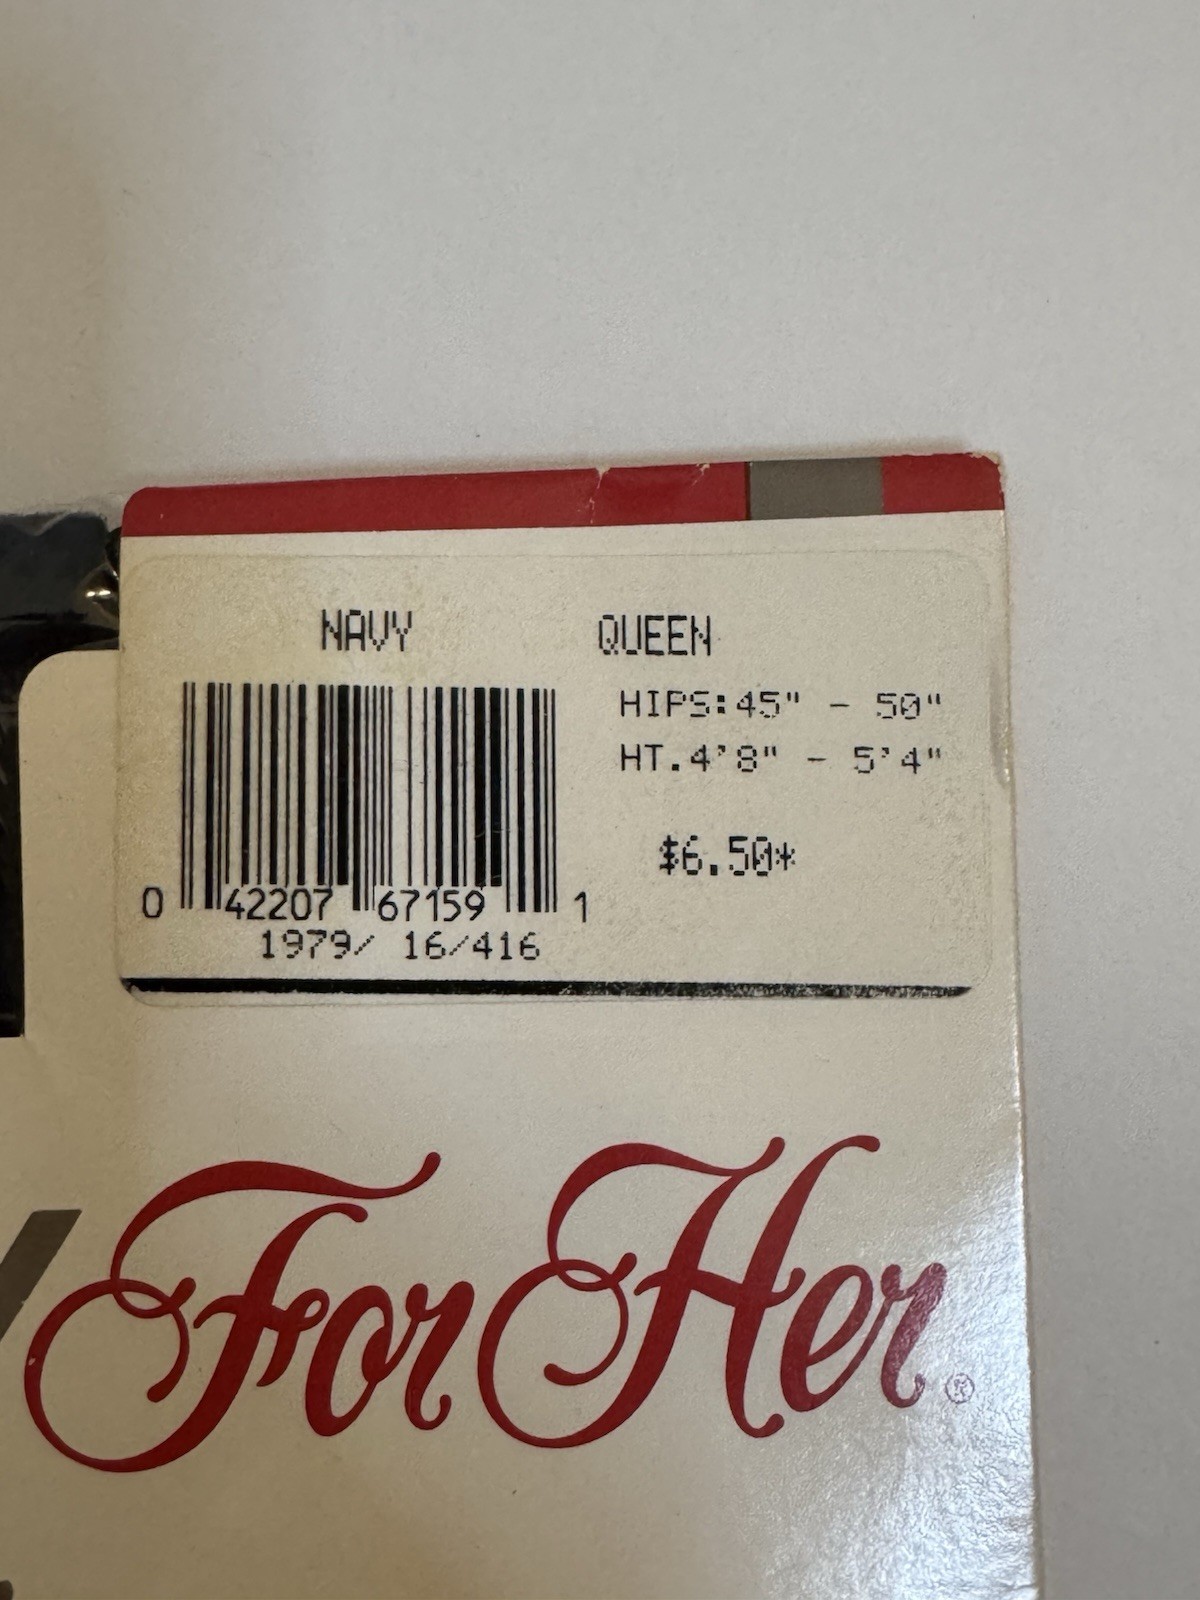 NAVY QUEEN
HIPS:45" - 50"
HT.4'8" - 5'4"
$6.50*
0 42207 67159 1
1979/ 16/416
For Her®